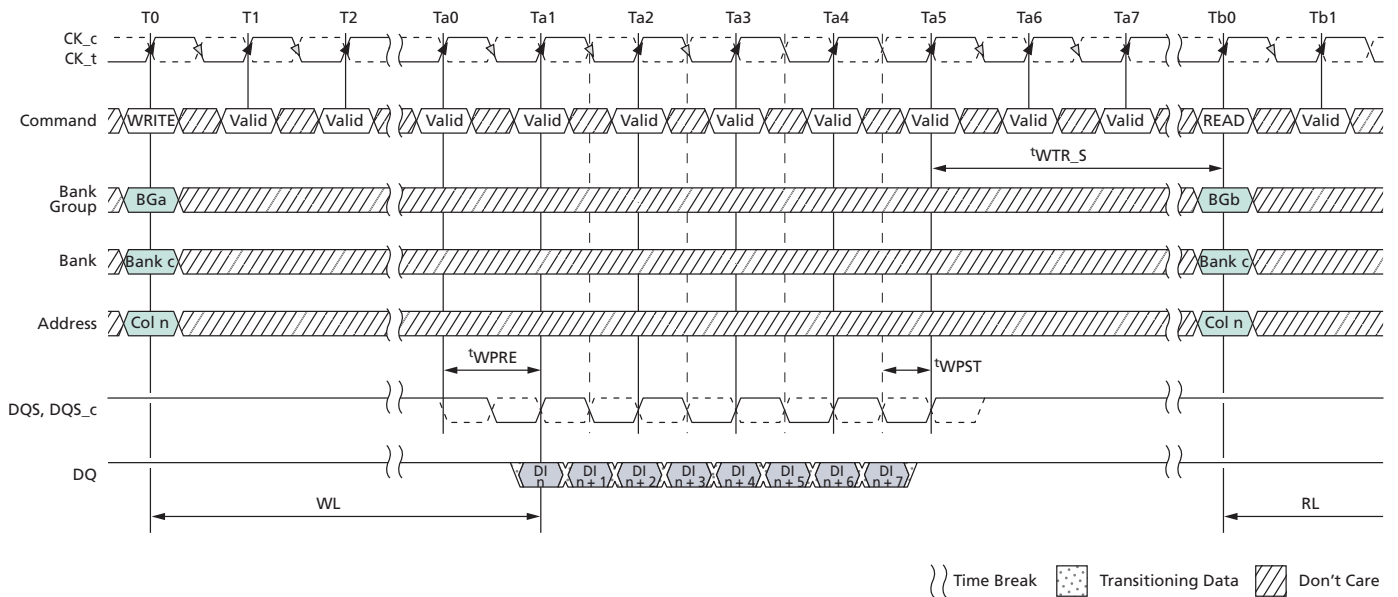 T0 T1 T2 Ta0 Ta1 Ta2 Ta3 Ta4 Ta5 Ta6 Ta7 Tb0 Tb1
CK_c
CK_t
Command WRITE Valid Valid Valid Valid Valid Valid Valid Valid Valid Valid READ Valid
tWTR_S
Bank
Group BGa BGb
Bank Bank c Bank c
Address Col n Col n
tWPRE tWPST
DQS, DQS_c
DQ DI DI DI DI DI DI DI DI
n n + 1 n + 2 n + 3 n + 4 n + 5 n + 6 n + 7
WL RL
Time Break Transitioning Data Don't Care